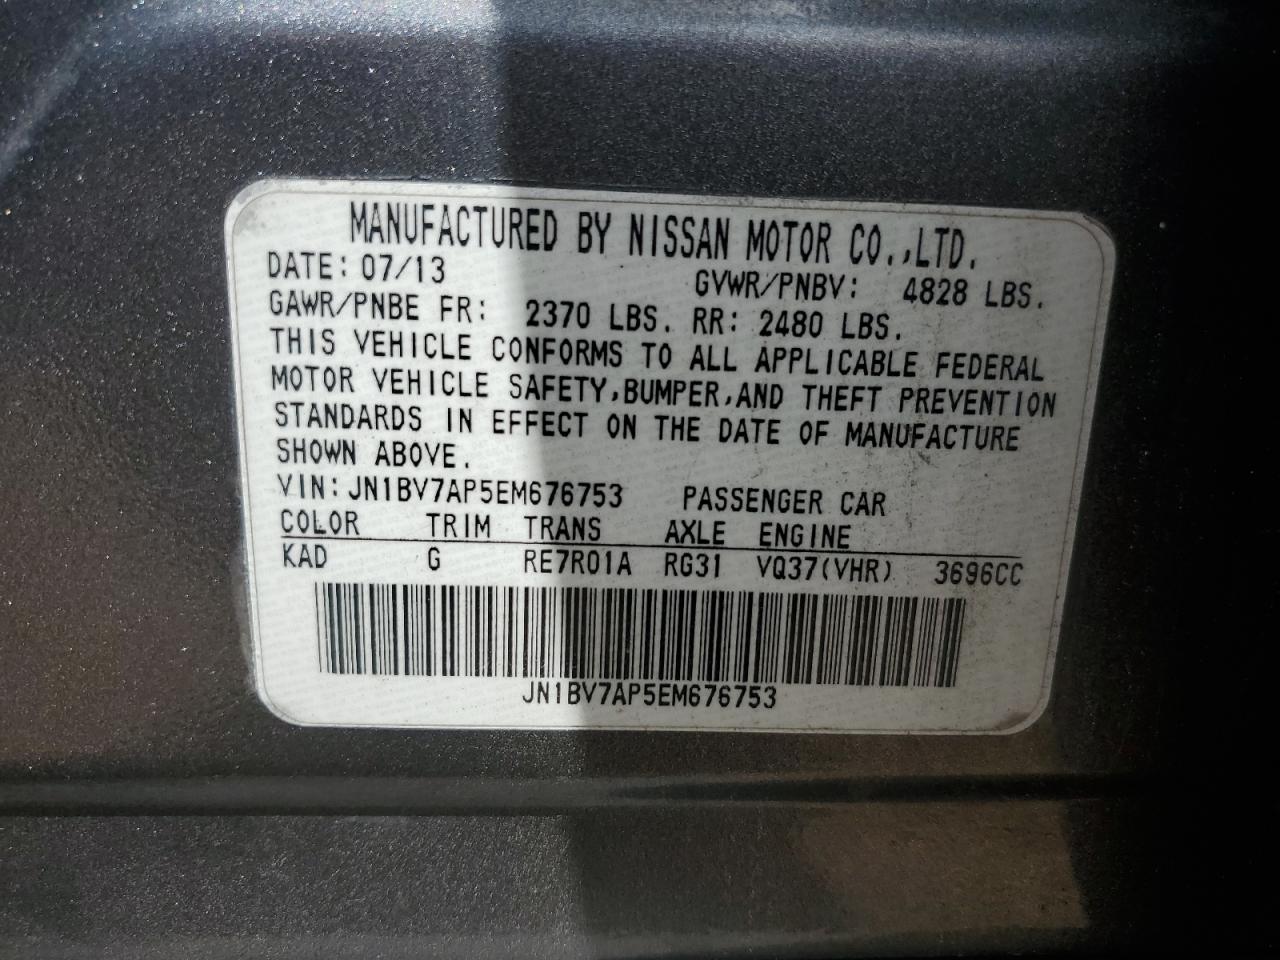 MANUFACTURED BY NISSAN MOTOR CO.,LTD.
DATE: 07/13 GVWR/PNBV: 4828 LBS.
GAWR/PNBE FR: 2370 LBS. RR: 2480 LBS.
THIS VEHICLE CONFORMS TO ALL APPLICABLE FEDERAL
MOTOR VEHICLE SAFETY,BUMPER,AND THEFT PREVENTION
STANDARDS IN EFFECT ON THE DATE OF MANUFACTURE
SHOWN ABOVE.
VIN:JN1BV7AP5EM676753 PASSENGER CAR
COLOR TRIM TRANS AXLE ENGINE
KAD G RE7R01A RG31 VQ37(VHR) 3696CC
JN1BV7AP5EM676753